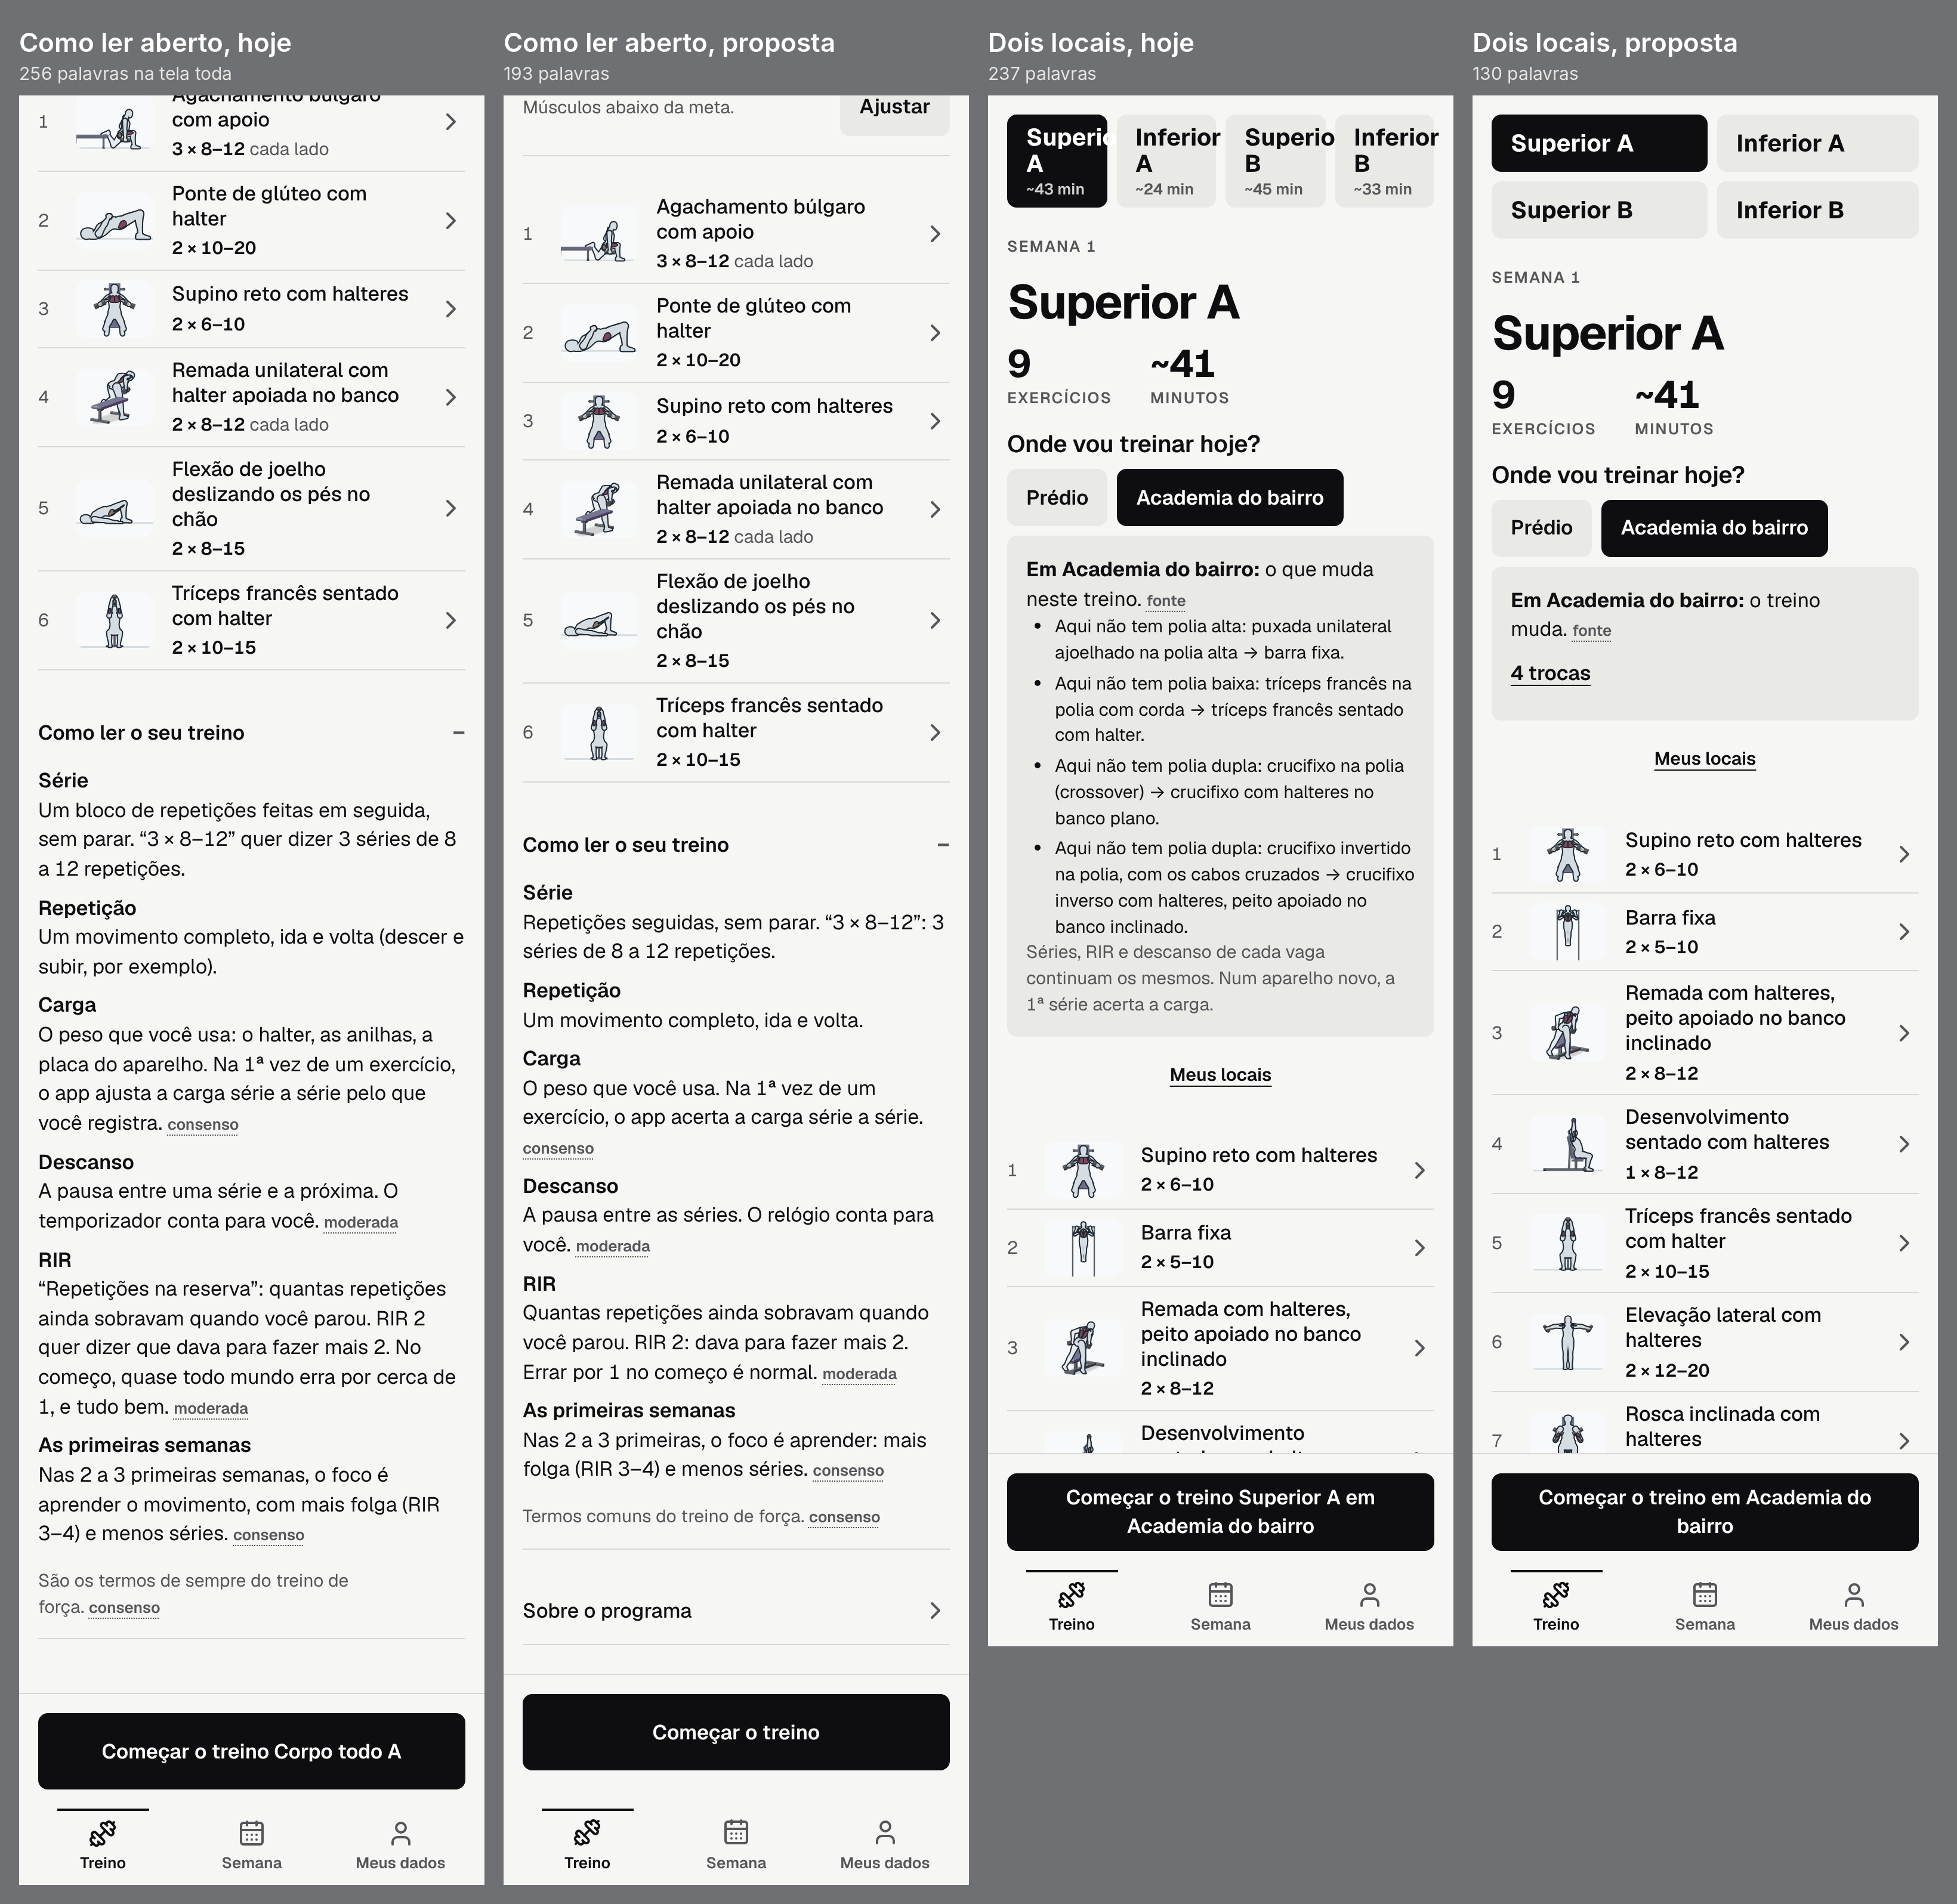 Como ler aberto, hoje
256 palavras na tela toda
Agachamento búlgaro
1
com apoio
3 × 8–12 cada lado
2
Ponte de glúteo com
halter
2 × 10–20
3
Supino reto com halteres
2 × 6–10
4
Remada unilateral com
halter apoiada no banco
2 × 8–12 cada lado
5
Flexão de joelho
deslizando os pés no
chão
2 × 8–15
6
Tríceps francês sentado
com halter
2 × 10–15
Como ler o seu treino –
Série
Um bloco de repetições feitas em seguida,
sem parar. “3 × 8–12” quer dizer 3 séries de 8
a 12 repetições.
Repetição
Um movimento completo, ida e volta (descer e
subir, por exemplo).
Carga
O peso que você usa: o halter, as anilhas, a
placa do aparelho. Na 1ª vez de um exercício,
o app ajusta a carga série a série pelo que
você registra. consenso
Descanso
A pausa entre uma série e a próxima. O
temporizador conta para você. moderada
RIR
“Repetições na reserva”: quantas repetições
ainda sobravam quando você parou. RIR 2
quer dizer que dava para fazer mais 2. No
começo, quase todo mundo erra por cerca de
1, e tudo bem. moderada
As primeiras semanas
Nas 2 a 3 primeiras semanas, o foco é
aprender o movimento, com mais folga (RIR
3–4) e menos séries. consenso
São os termos de sempre do treino de
força. consenso
Começar o treino Corpo todo A
Treino Semana Meus dados
Como ler aberto, proposta
193 palavras
Músculos abaixo da meta. Ajustar
1
Agachamento búlgaro
com apoio
3 × 8–12 cada lado
2
Ponte de glúteo com
halter
2 × 10–20
3
Supino reto com halteres
2 × 6–10
4
Remada unilateral com
halter apoiada no banco
2 × 8–12 cada lado
5
Flexão de joelho
deslizando os pés no
chão
2 × 8–15
6
Tríceps francês sentado
com halter
2 × 10–15
Como ler o seu treino –
Série
Repetições seguidas, sem parar. “3 × 8–12”: 3
séries de 8 a 12 repetições.
Repetição
Um movimento completo, ida e volta.
Carga
O peso que você usa. Na 1ª vez de um
exercício, o app acerta a carga série a série.
consenso
Descanso
A pausa entre as séries. O relógio conta para
você. moderada
RIR
Quantas repetições ainda sobravam quando
você parou. RIR 2: dava para fazer mais 2.
Errar por 1 no começo é normal. moderada
As primeiras semanas
Nas 2 a 3 primeiras, o foco é aprender: mais
folga (RIR 3–4) e menos séries. consenso
Termos comuns do treino de força. consenso
Sobre o programa
Começar o treino
Treino Semana Meus dados
Dois locais, hoje
237 palavras
Superior A ~43 min
Inferior A ~24 min
Superior B ~45 min
Inferior B ~33 min
SEMANA 1
Superior A
9 ~41
EXERCÍCIOS MINUTOS
Onde vou treinar hoje?
Prédio Academia do bairro
Em Academia do bairro: o que muda
neste treino. fonte
• Aqui não tem polia alta: puxada unilateral
ajoelhado na polia alta → barra fixa.
• Aqui não tem polia baixa: tríceps francês na
polia com corda → tríceps francês sentado
com halter.
• Aqui não tem polia dupla: crucifixo na polia
(crossover) → crucifixo com halteres no
banco plano.
• Aqui não tem polia dupla: crucifixo invertido
na polia, com os cabos cruzados → crucifixo
inverso com halteres, peito apoiado no
banco inclinado.
Séries, RIR e descanso de cada vaga
continuam os mesmos. Num aparelho novo, a
1ª série acerta a carga.
Meus locais
1
Supino reto com halteres
2 × 6–10
2
Barra fixa
2 × 5–10
3
Remada com halteres,
peito apoiado no banco
inclinado
2 × 8–12
Desenvolvimento
Começar o treino Superior A em
Academia do bairro
Treino Semana Meus dados
Dois locais, proposta
130 palavras
Superior A Inferior A
Superior B Inferior B
SEMANA 1
Superior A
9 ~41
EXERCÍCIOS MINUTOS
Onde vou treinar hoje?
Prédio Academia do bairro
Em Academia do bairro: o treino
muda. fonte
4 trocas
Meus locais
1
Supino reto com halteres
2 × 6–10
2
Barra fixa
2 × 5–10
3
Remada com halteres,
peito apoiado no banco
inclinado
2 × 8–12
4
Desenvolvimento
sentado com halteres
1 × 8–12
5
Tríceps francês sentado
com halter
2 × 10–15
6
Elevação lateral com
halteres
2 × 12–20
7
Rosca inclinada com
halteres
Começar o treino em Academia do
bairro
Treino Semana Meus dados